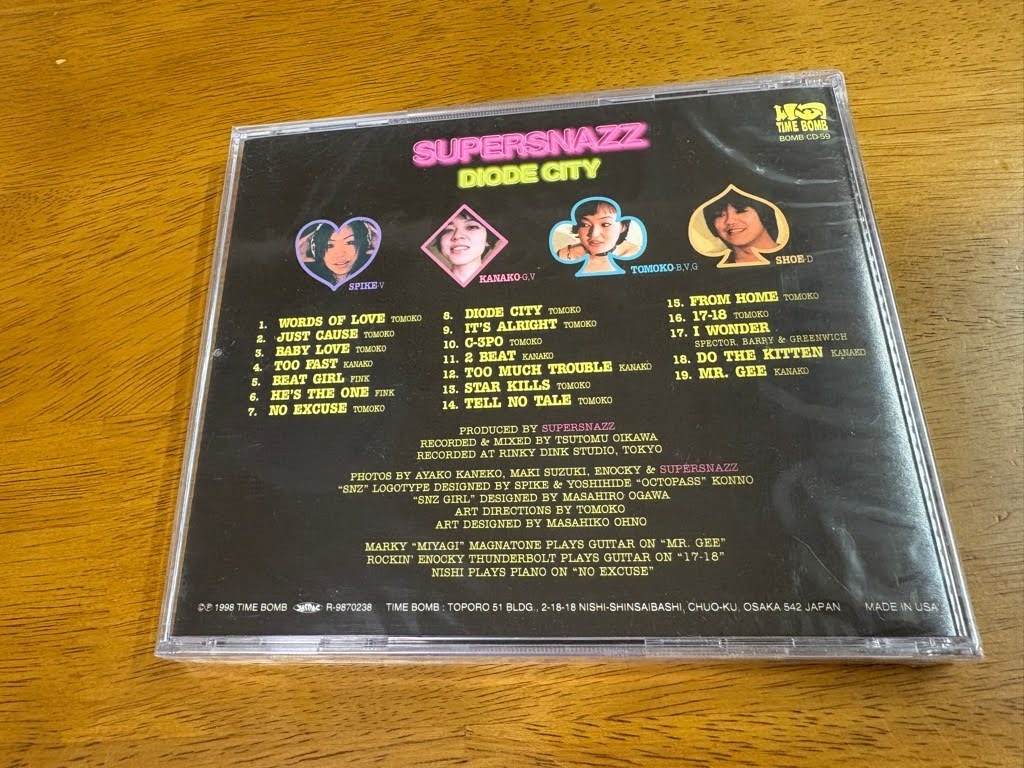 SUPERSNAZZ
DIODE CITY
TIME BOMB
BOMB CD-59
SPIKE-V
KANAKO-G,V
TOMOKO-B,V,G
SHOE-D
1. WORDS OF LOVE TOMOKO
2. JUST CAUSE TOMOKO
3. BABY LOVE TOMOKO
4. TOO FAST KANAKO
5. BEAT GIRL FINK
6. HE'S THE ONE FINK
7. NO EXCUSE TOMOKO
8. DIODE CITY TOMOKO
9. IT'S ALRIGHT TOMOKO
10. C-3PO TOMOKO
11. 2 BEAT KANAKO
12. TOO MUCH TROUBLE KANAKO
13. STAR KILLS TOMOKO
14. TELL NO TALE TOMOKO
15. FROM HOME TOMOKO
16. 17-18 TOMOKO
17. I WONDER
SPECTOR, BARRY & GREENWICH
18. DO THE KITTEN KANAKO
19. MR. GEE KANAKO
PRODUCED BY SUPERSNAZZ
RECORDED & MIXED BY TSUTOMU OIKAWA
RECORDED AT RINKY DINK STUDIO, TOKYO
PHOTOS BY AYAKO KANEKO, MAKI SUZUKI, ENOCKY & SUPERSNAZZ
"SNZ" LOGOTYPE DESIGNED BY SPIKE & YOSHIHIDE "OCTOPASS" KONNO
"SNZ GIRL" DESIGNED BY MASAHIRO OGAWA
ART DIRECTIONS BY TOMOKO
ART DESIGNED BY MASAHIKO OHNO
MARKY "MIYAGI" MAGNATONE PLAYS GUITAR ON "MR. GEE"
ROCKIN' ENOCKY THUNDERBOLT PLAYS GUITAR ON "17-18"
NISHI PLAYS PIANO ON "NO EXCUSE"
©℗ 1998 TIME BOMB R-9870238 TIME BOMB : TOPORO 51 BLDG., 2-18-18 NISHI-SHINSAIBASHI, CHUO-KU, OSAKA 542 JAPAN MADE IN USA